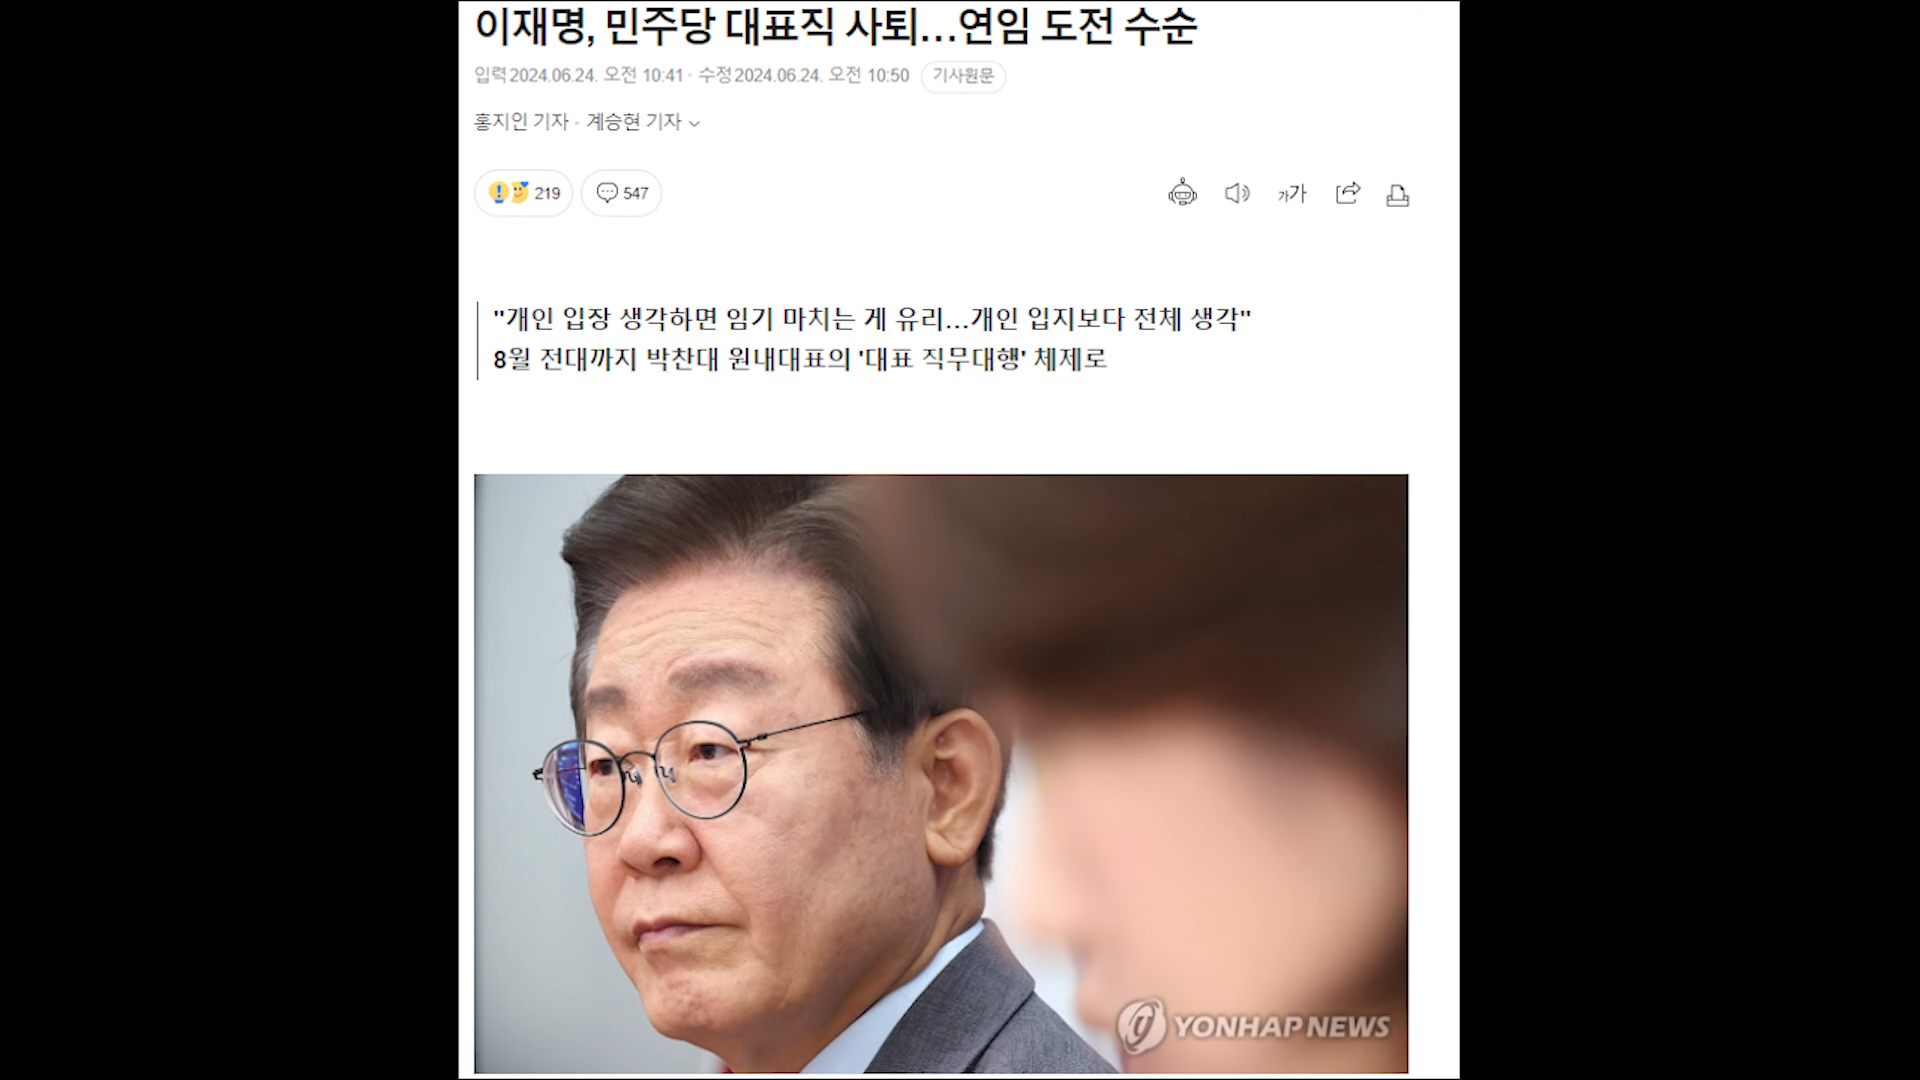 이재명, 민주당 대표직 사퇴…연임 도전 수순
입력 2024.06.24. 오전 10:41 · 수정 2024.06.24. 오전 10:50 기사원문
홍지인 기자 · 계승현 기자
219 547 가가
"개인 입장 생각하면 임기 마치는 게 유리…개인 입지보다 전체 생각"
8월 전대까지 박찬대 원내대표의 '대표 직무대행' 체제로
YONHAP NEWS